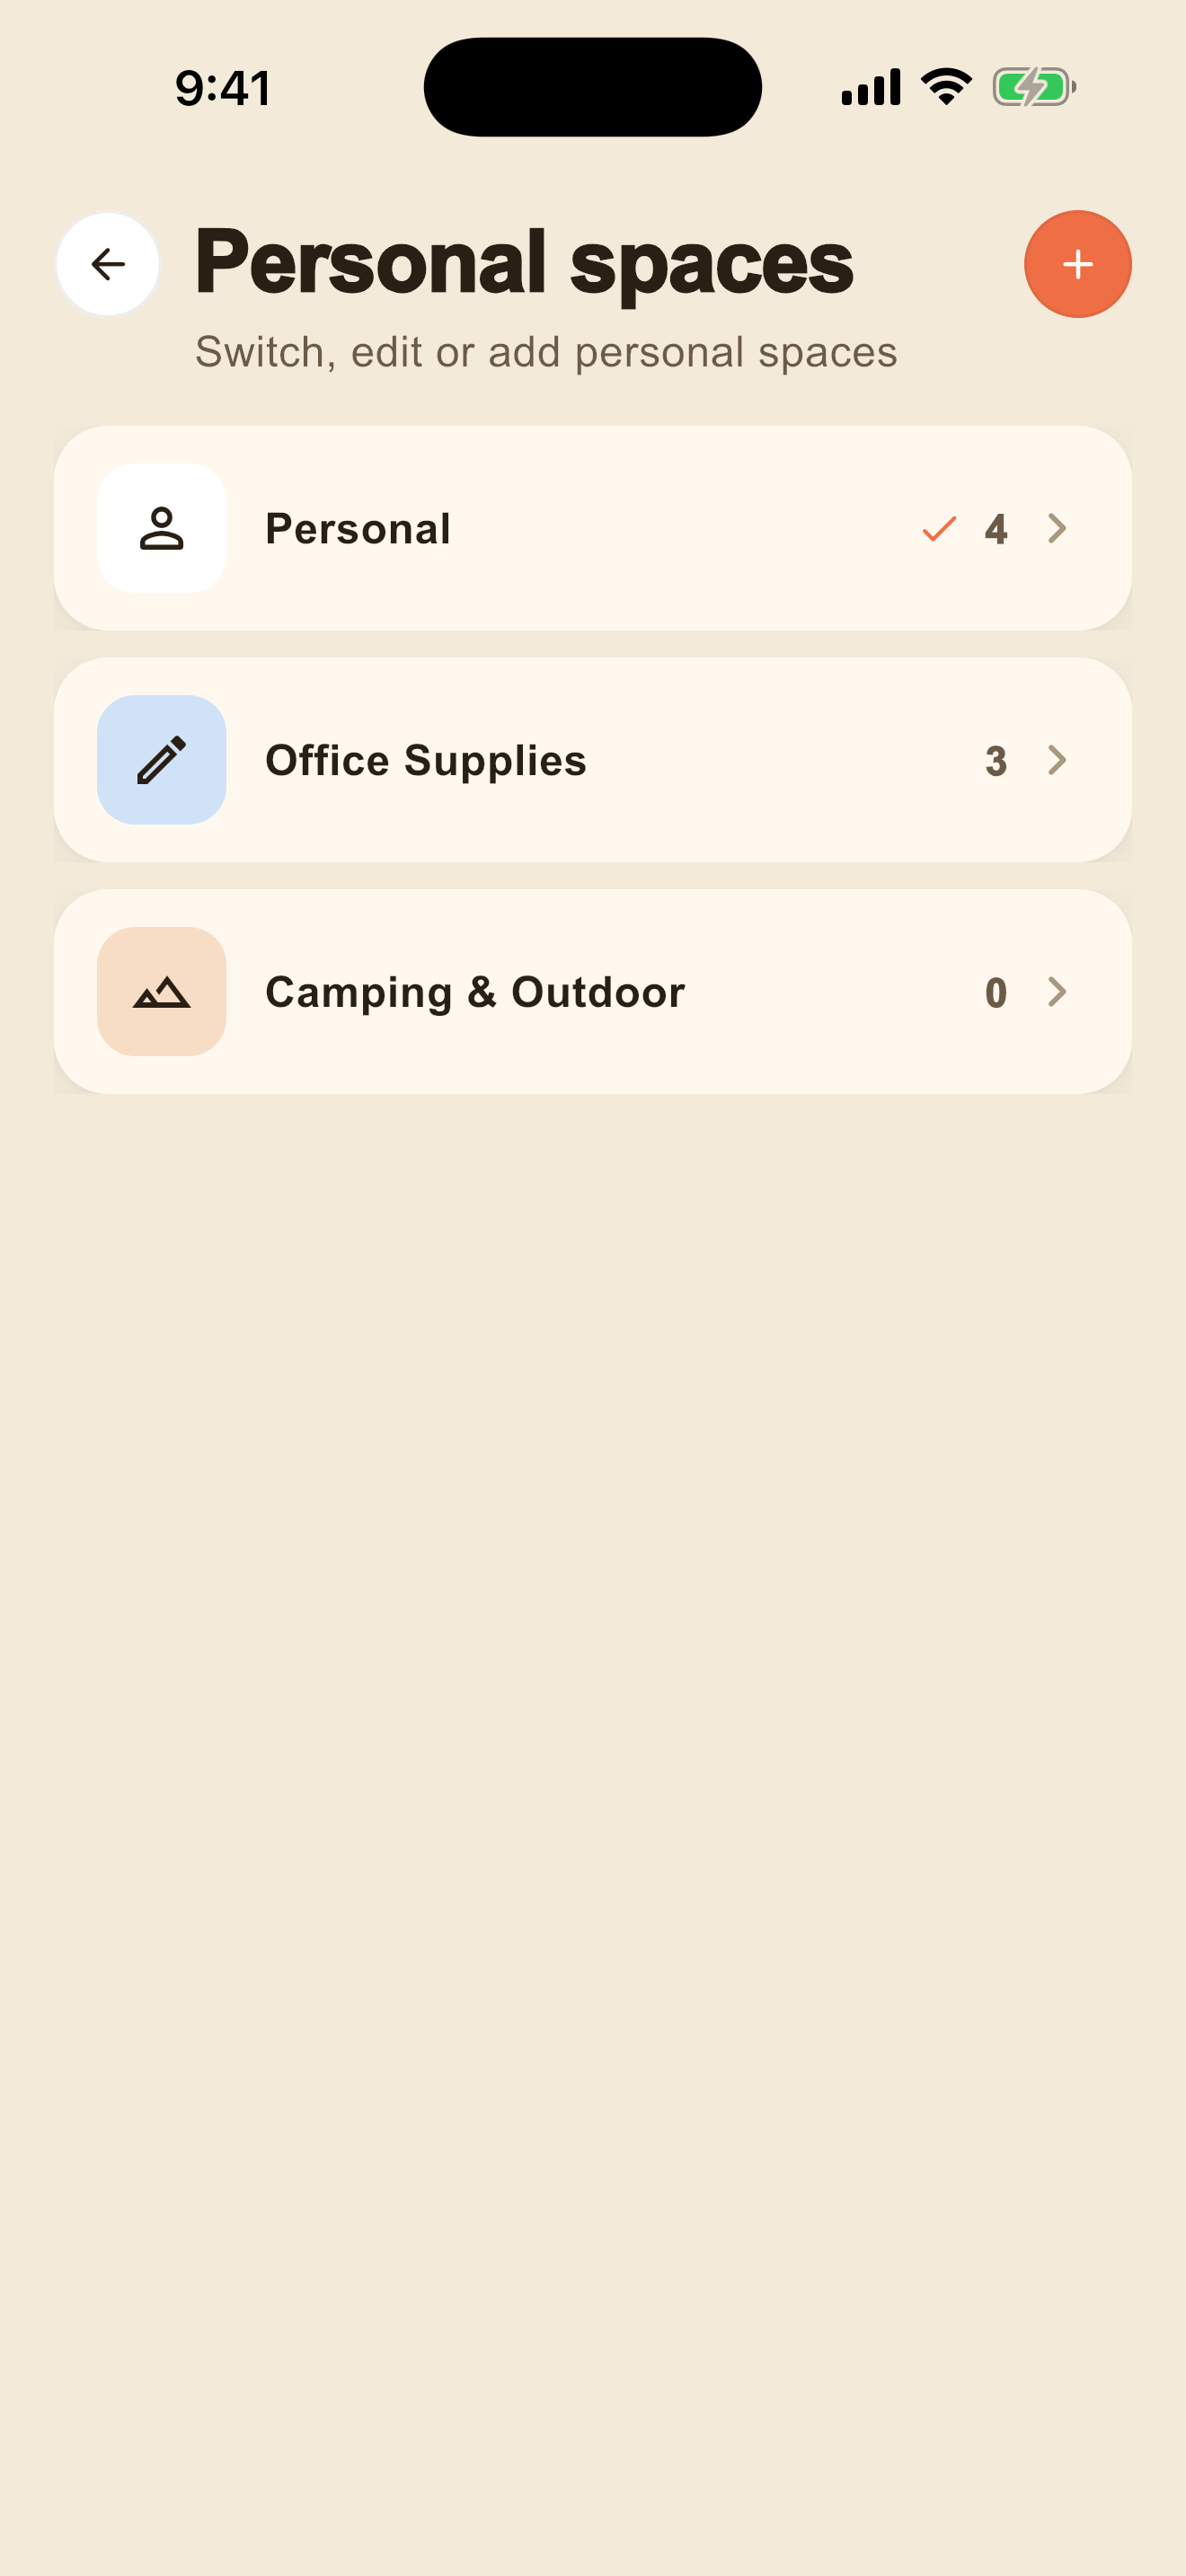 9:41
Personal spaces
Switch, edit or add personal spaces
Personal 4
Office Supplies 3
Camping & Outdoor 0